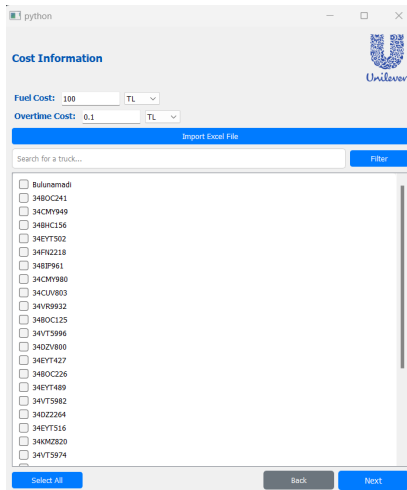 python
Cost Information
Unilever
Fuel Cost: 100 TL
Overtime Cost: 0.1 TL
Import Excel File
Search for a truck...
Filter
Bulunamadi
34BOC241
34CMY949
34BHC156
34EYT502
34FN2218
34BIP961
34CMY980
34CUV803
34VR9932
34BOC125
34VT5996
34DZV800
34EYT427
34BOC226
34EYT489
34VT5982
34DZ2264
34EYT516
34KMZ820
34VT5974
Select All
Back
Next